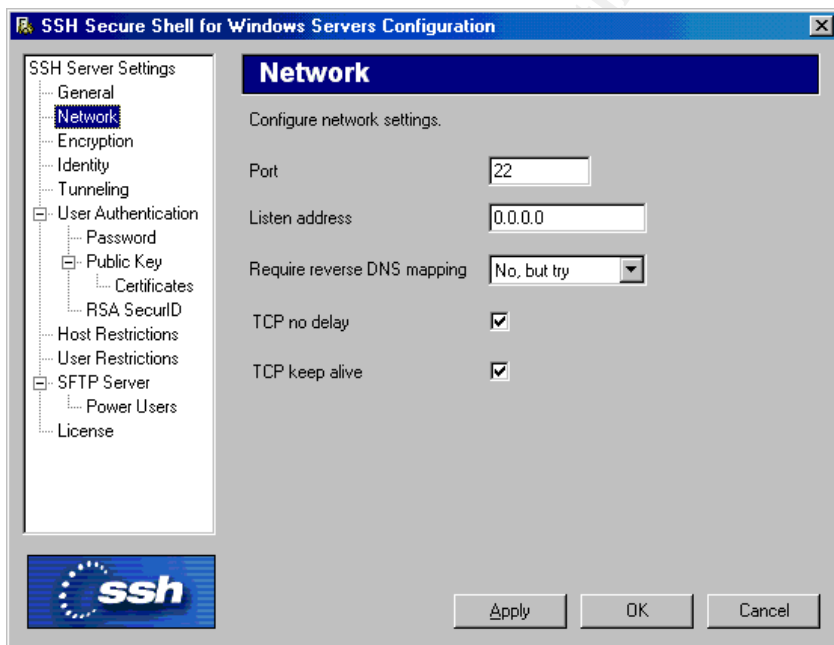 SSH Secure Shell for Windows Servers Configuration
SSH Server Settings
General
Network
Encryption
Identity
Tunneling
User Authentication
Password
Public Key
Certificates
RSA SecurID
Host Restrictions
User Restrictions
SFTP Server
Power Users
License
Network
Configure network settings.
Port 22
Listen address 0.0.0.0
Require reverse DNS mapping No, but try
TCP no delay
TCP keep alive
ssh
Apply OK Cancel